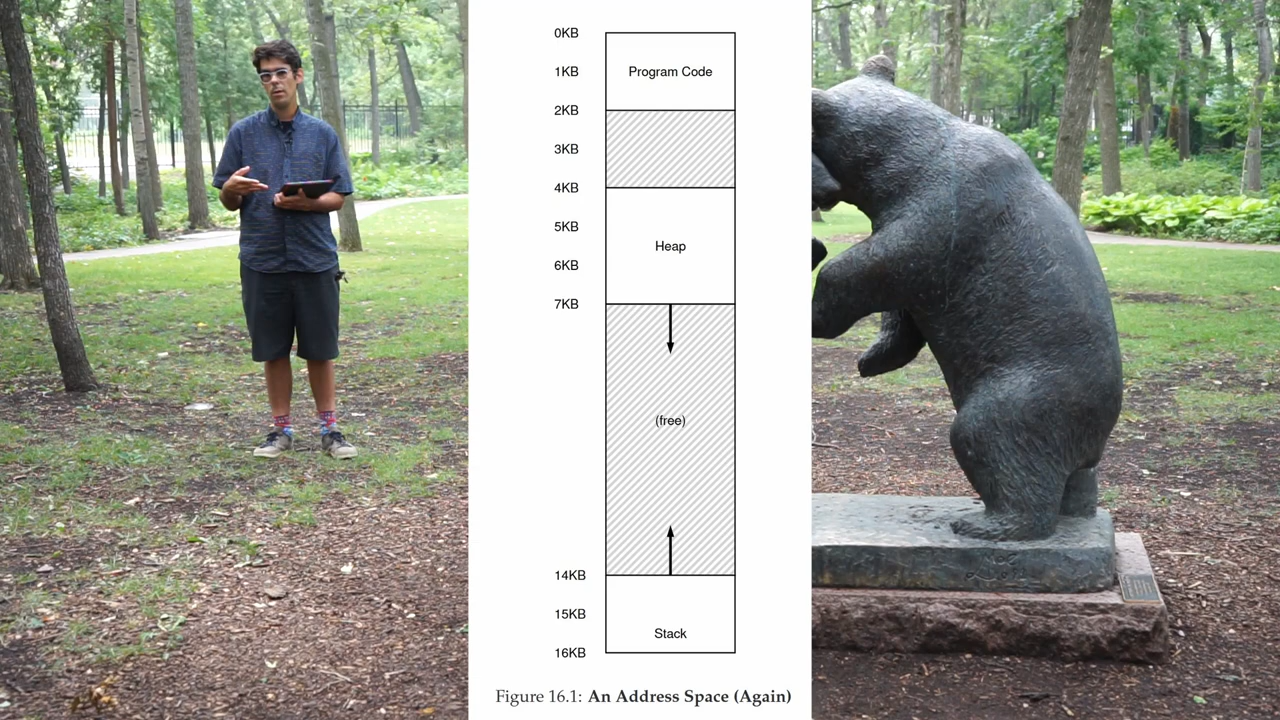 0KB
1KB
Program Code
2KB
3KB
4KB
5KB
Heap
6KB
7KB
(free)
14KB
15KB
Stack
16KB
Figure 16.1: An Address Space (Again)